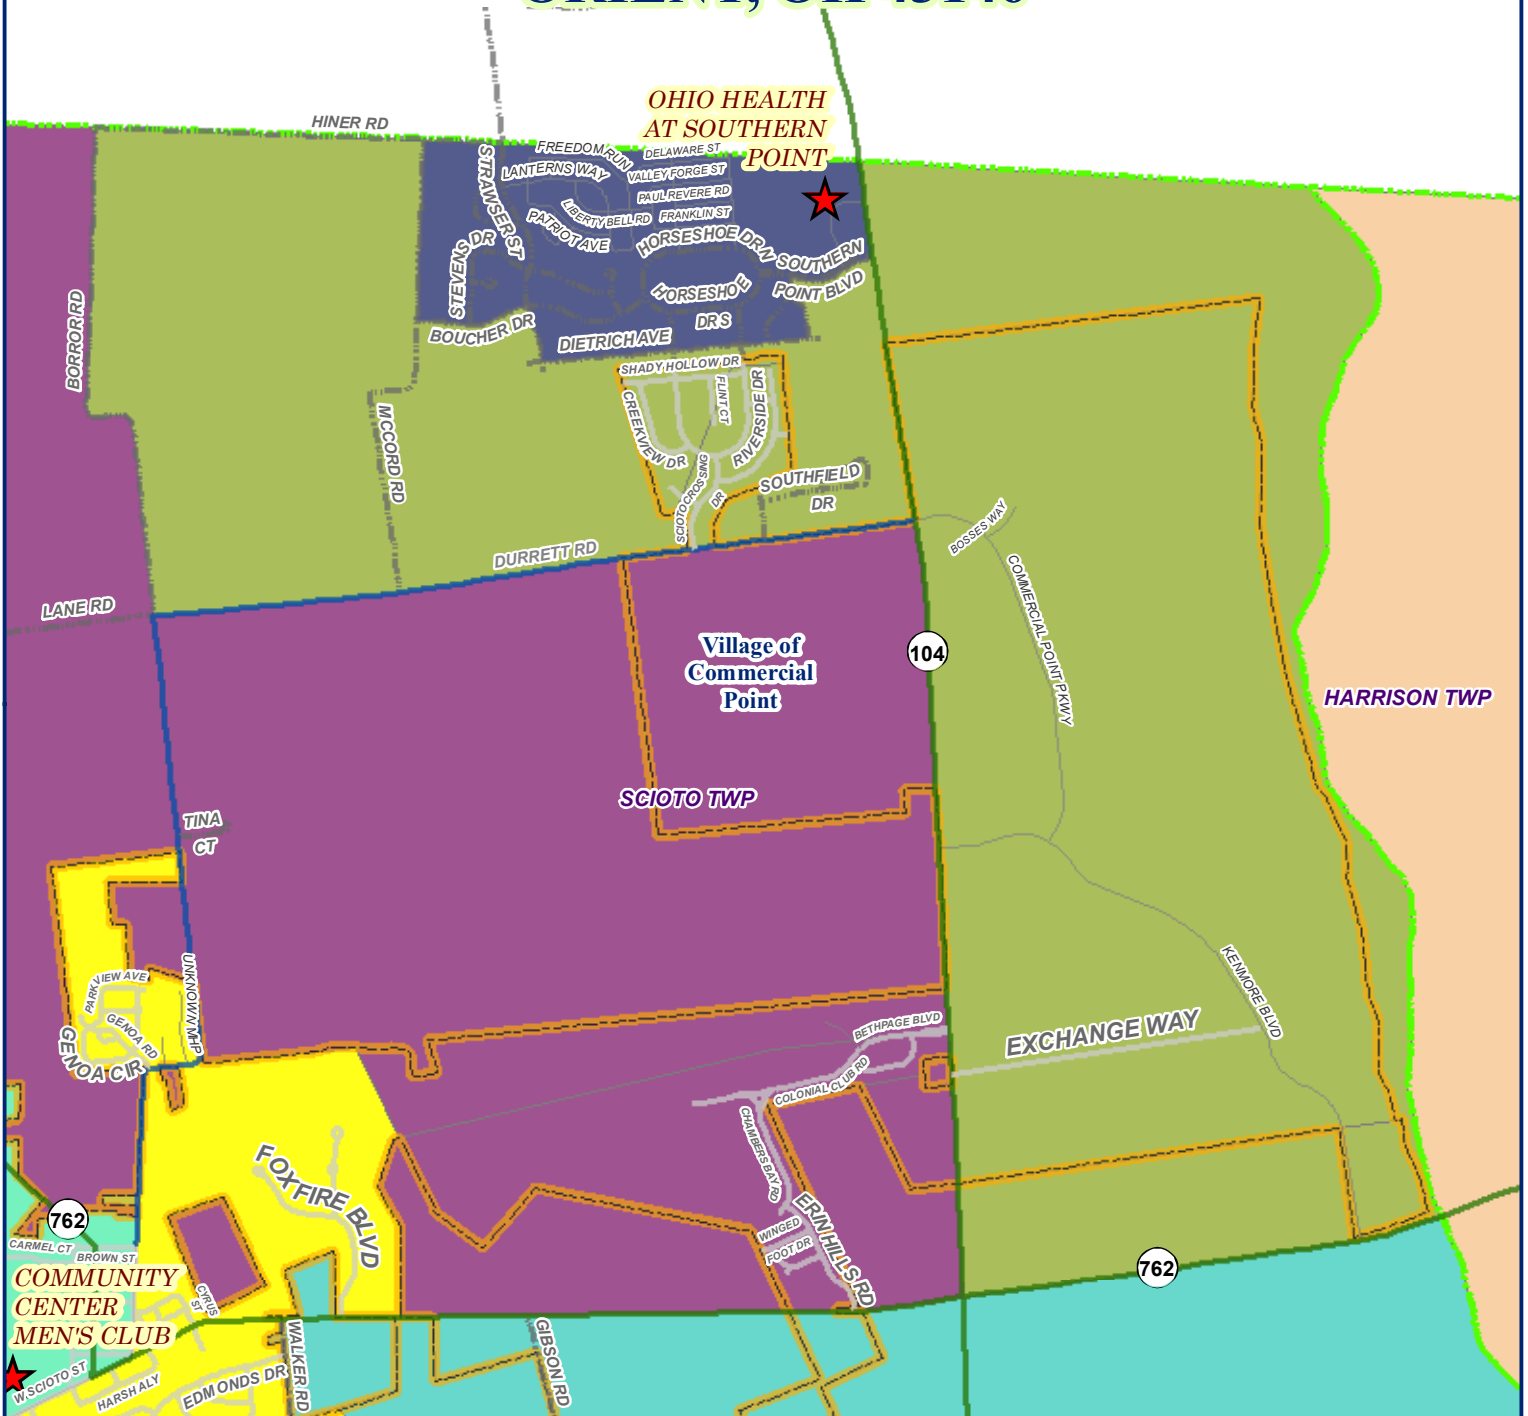 ORIENT, OH 43146
HINER RD
OHIO HEALTH
AT SOUTHERN
POINT
FREEDOM RUN
DELAWARE ST
LANTERNS WAY
VALLEY FORGE ST
PAUL REVERE RD
LIBERTY BELL RD
FRANKLIN ST
PATRIOT AVE
STRAWSER ST
STEVENS DR
HORSESHOE DR N
SOUTHERN
POINT BLVD
HORSESHOE
DR S
BOUCHER DR
DIETRICH AVE
BORROR RD
SHADY HOLLOW DR
FLINT CT
CREEKVIEW DR
RIVERSIDE DR
MCCORD RD
SCIOTO CROSSING
DR
SOUTHFIELD
DR
BOSSES WAY
DURRETT RD
COMMERCIAL POINT PKWY
LANE RD
Village of
Commercial
Point
104
HARRISON TWP
SCIOTO TWP
TINA
CT
UNKNOWN MHP
PARKVIEW AVE
GENOA RD
GENOA CIR
KENMORE BLVD
BETHPAGE BLVD
EXCHANGE WAY
COLONIAL CLUB RD
CHAMBERS BAY RD
FOXFIRE BLVD
ERIN HILLS RD
WINGED
FOOT DR
762
762
CARMEL CT
BROWN ST
COMMUNITY
CENTER
MEN'S CLUB
CYRUS
ST
WALKER RD
GIBSON RD
W SCIOTO ST
HARSH ALY
EDMONDS DR